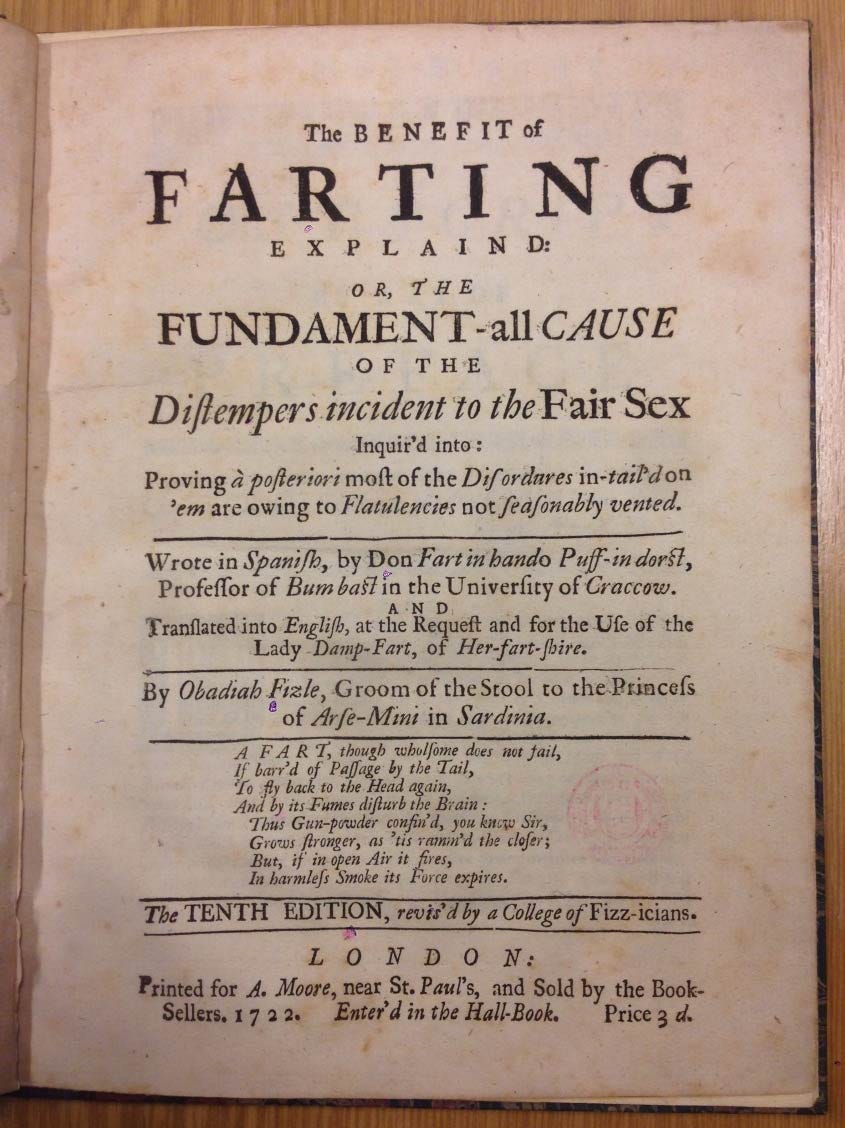 The BENEFIT of
FARTING
EXPLAIND:
OR, THE
FUNDAMENT-all CAUSE
OF THE
Diſtempers incident to the Fair Sex
Inquir'd into:
Proving à poſteriori moſt of the Diſordures in-tail'd on
'em are owing to Flatulencies not ſeaſonably vented.
Wrote in Spaniſh, by Don Fart in hando Puff-in dorſt,
Profeſſor of Bum baſt in the Univerſity of Craccow.
AND
Tranſlated into Engliſh, at the Requeſt and for the Uſe of the
Lady Damp-Fart, of Her-fart-ſhire.
By Obadiah Fizle, Groom of the Stool to the Princeſs
of Arſe-Mini in Sardinia.
A FART, though wholſome does not fail,
If barr'd of Paſſage by the Tail,
To fly back to the Head again,
And by its Fumes diſturb the Brain:
Thus Gun-powder confin'd, you know Sir,
Grows ſtronger, as 'tis ramm'd the cloſer;
But, if in open Air it fires,
In harmleſs Smoke its Force expires.
The TENTH EDITION, revis'd by a College of Fizz-icians.
LONDON:
Printed for A. Moore, near St. Paul's, and Sold by the Book-
Sellers. 1722. Enter'd in the Hall-Book. Price 3 d.